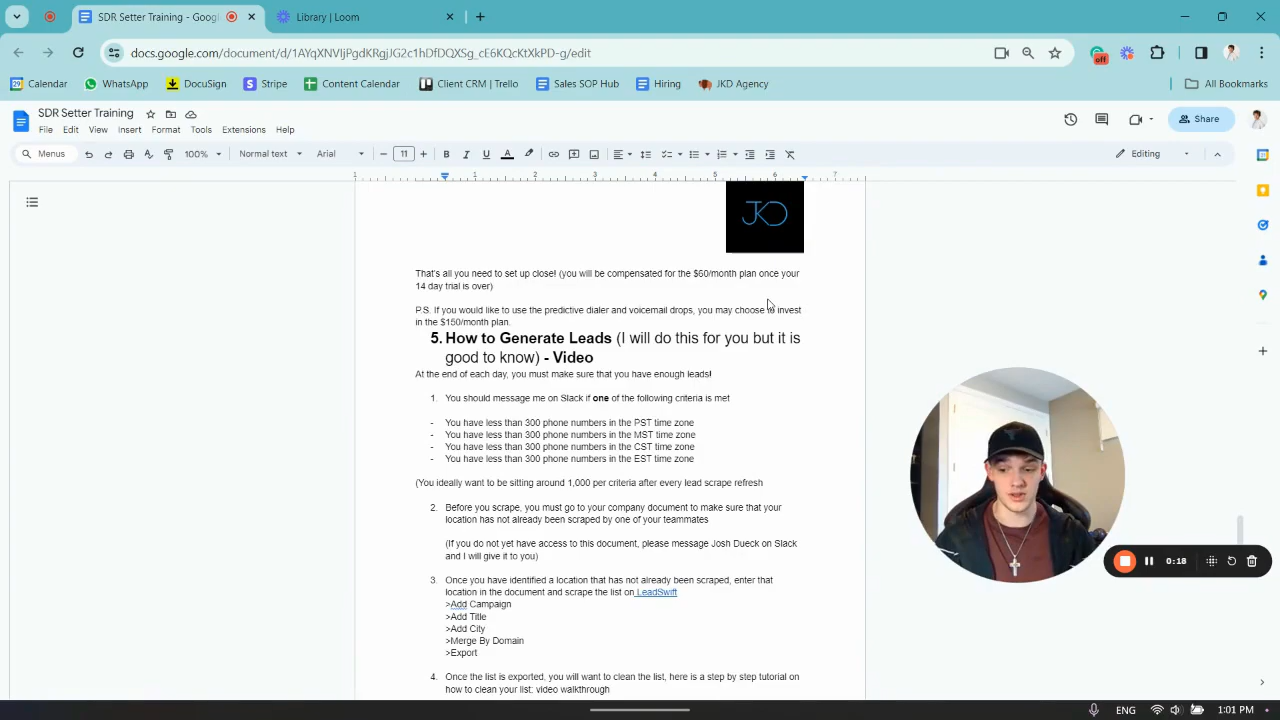 SDR Setter Training - Googl
Library | Loom
docs.google.com/document/d/1AYqXNVIjPgdKRgjJG2c1hDfDQXSg_cE6KQcKtXkPD-g/edit
off
Calendar WhatsApp DocuSign Stripe Content Calendar Client CRM | Trello Sales SOP Hub Hiring JKD Agency All Bookmarks
SDR Setter Training
File Edit View Insert Format Tools Extensions Help
Share
Menus 100% Normal text Arial 11 Editing
1 1 2 3 4 5 6 7
JKD
That's all you need to set up close! (you will be compensated for the $60/month plan once your
14 day trial is over)
P.S. If you would like to use the predictive dialer and voicemail drops, you may choose to invest
in the $150/month plan.
5. How to Generate Leads (I will do this for you but it is
good to know) - Video
At the end of each day, you must make sure that you have enough leads!
1. You should message me on Slack if one of the following criteria is met
- You have less than 300 phone numbers in the PST time zone
- You have less than 300 phone numbers in the MST time zone
- You have less than 300 phone numbers in the CST time zone
- You have less than 300 phone numbers in the EST time zone
(You ideally want to be sitting around 1,000 per criteria after every lead scrape refresh
2. Before you scrape, you must go to your company document to make sure that your
location has not already been scraped by one of your teammates
(If you do not yet have access to this document, please message Josh Dueck on Slack
and I will give it to you)
3. Once you have identified a location that has not already been scraped, enter that
location in the document and scrape the list on LeadSwift
>Add Campaign
>Add Title
>Add City
>Merge By Domain
>Export
4. Once the list is exported, you will want to clean the list, here is a step by step tutorial on
how to clean your list: video walkthrough
0:18
ENG 1:01 PM